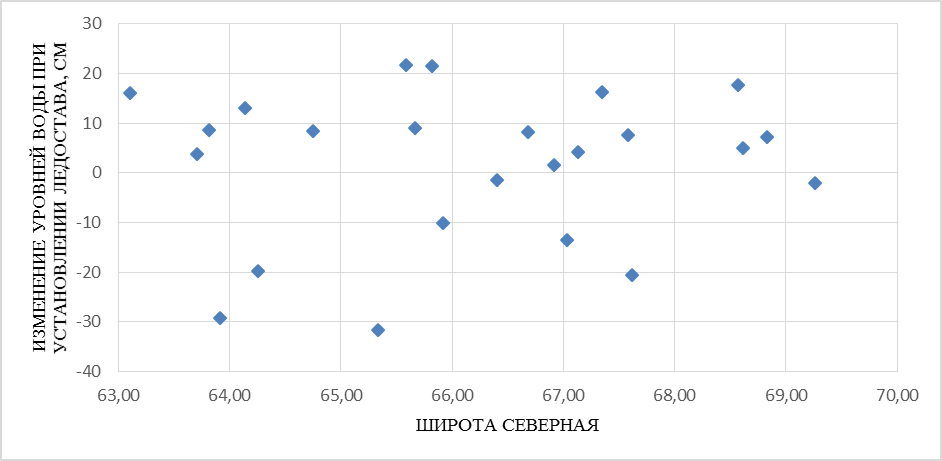 ИЗМЕНЕНИЕ УРОВНЕЙ ВОДЫ ПРИ
УСТАНОВЛЕНИИ ЛЕДОСТАВА, СМ
30
20
10
0
-10
-20
-30
-40
63,00 64,00 65,00 66,00 67,00 68,00 69,00 70,00
ШИРОТА СЕВЕРНАЯ